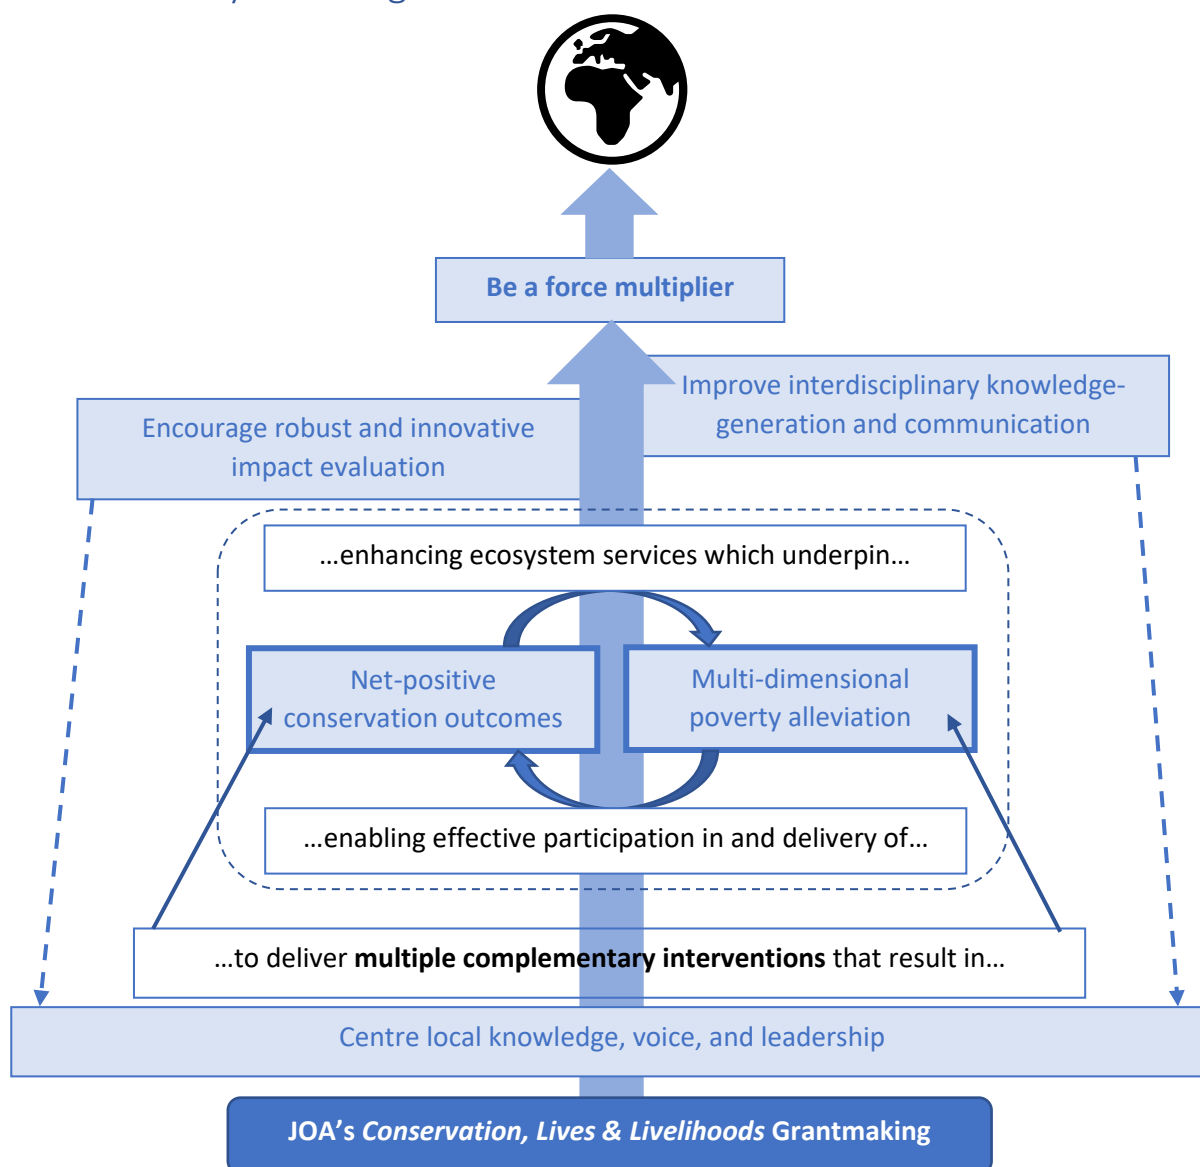 Be a force multiplier
Improve interdisciplinary knowledge-
generation and communication
Encourage robust and innovative
impact evaluation
…enhancing ecosystem services which underpin…
Net-positive
conservation outcomes
Multi-dimensional
poverty alleviation
…enabling effective participation in and delivery of…
…to deliver multiple complementary interventions that result in…
Centre local knowledge, voice, and leadership
JOA’s Conservation, Lives & Livelihoods Grantmaking